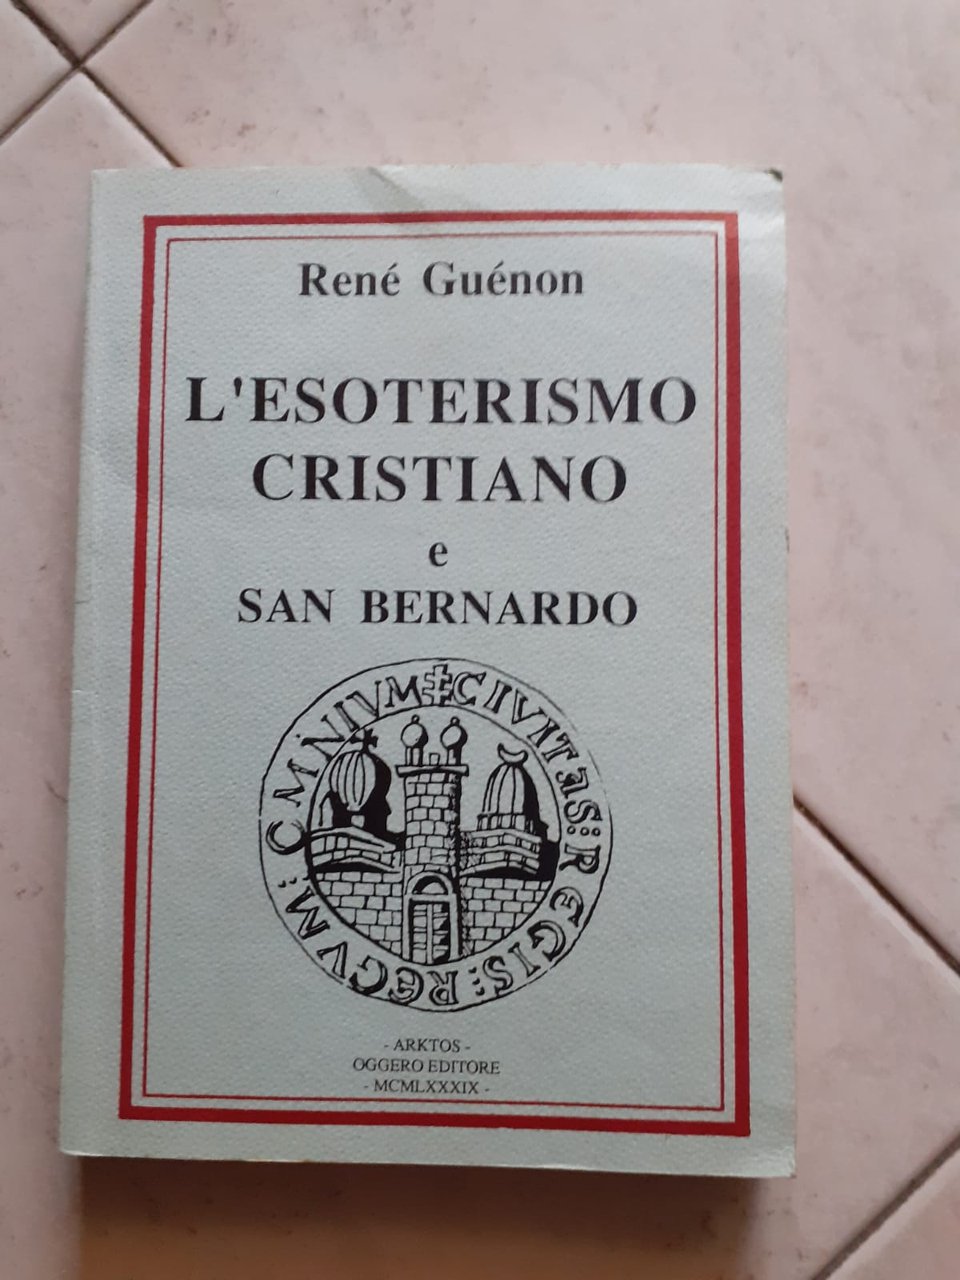 René Guénon
L'ESOTERISMO
CRISTIANO
e
SAN BERNARDO
CIVITAS: REGIS: REGVM: OMNIVM
- ARKTOS -
OGGERO EDITORE
- MCMLXXXIX -